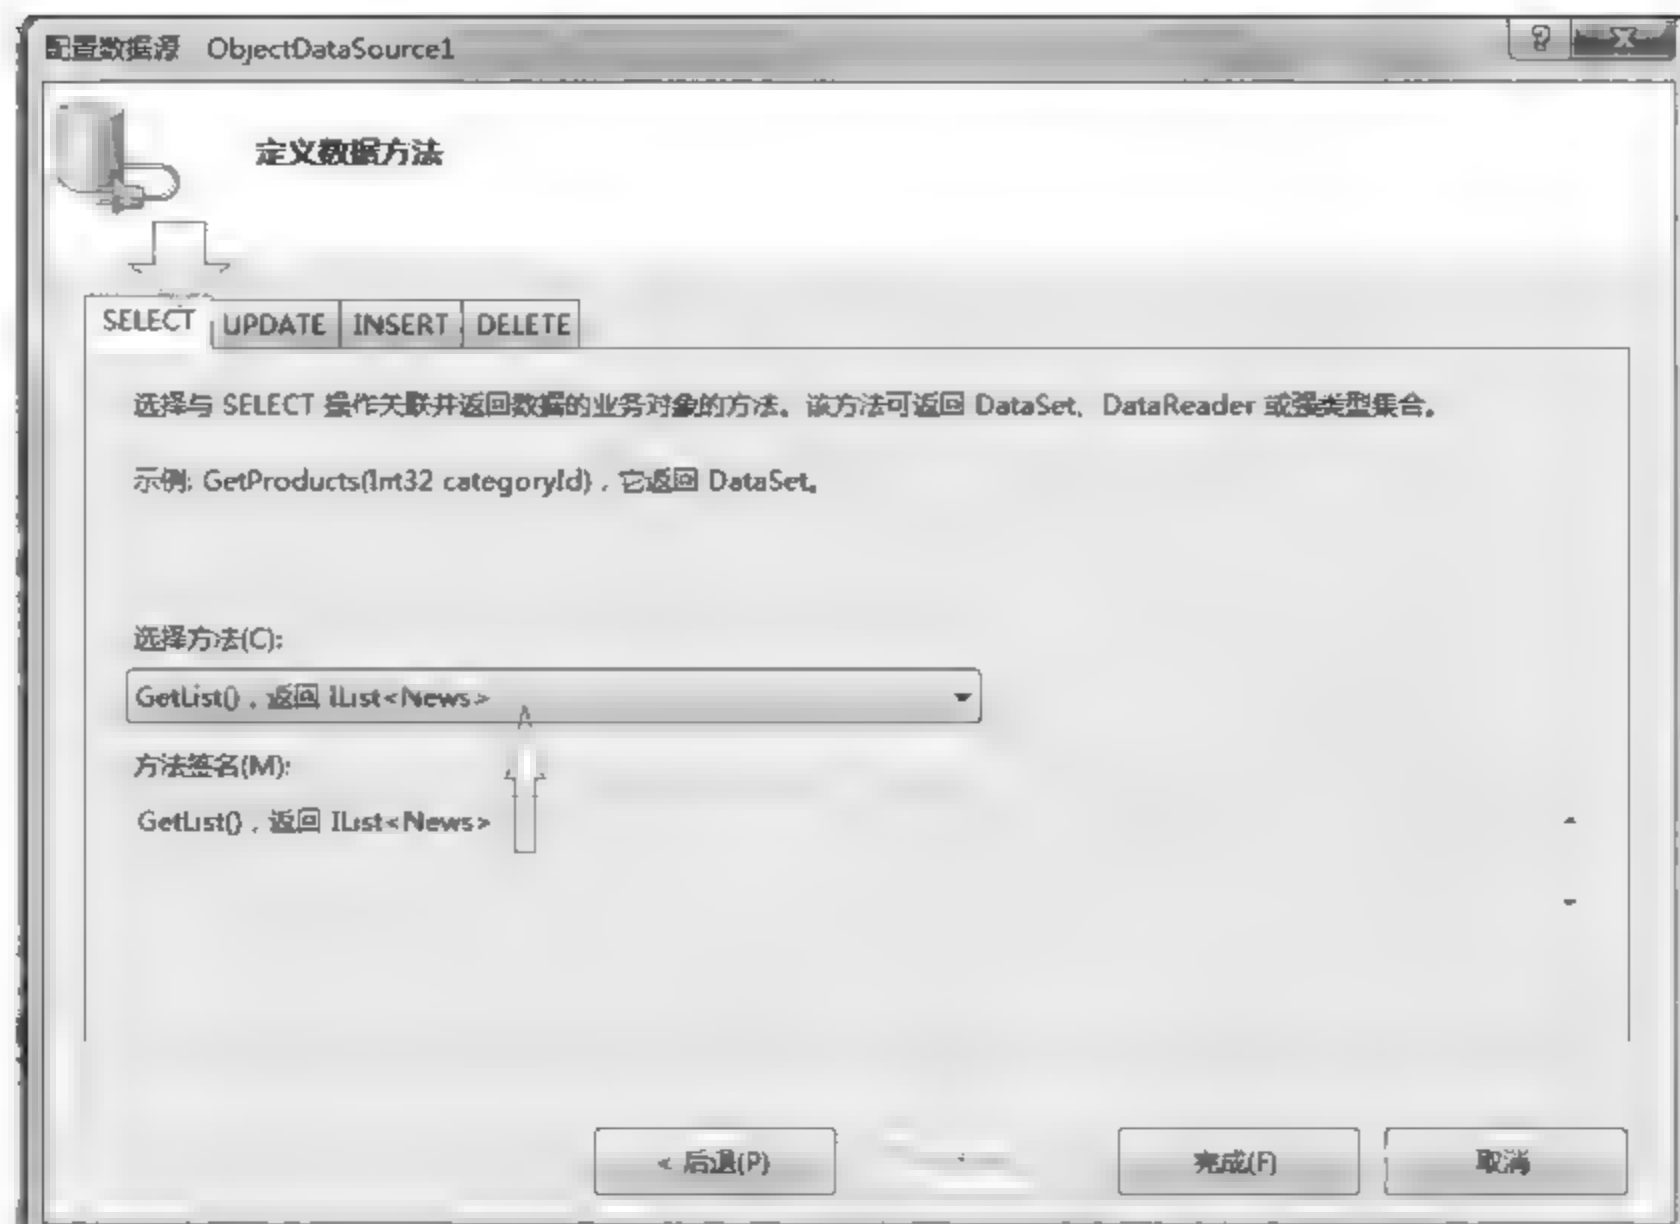 配置数据源 ObjectDataSource1
定义数据方法
SELECT UPDATE INSERT DELETE
选择与 SELECT 操作关联并返回数据的业务对象的方法。该方法可返回 DataSet、DataReader 或强类型集合。
示例: GetProducts(Int32 categoryId)，它返回 DataSet。
选择方法(C):
GetList()，返回 IList<News>
方法签名(M):
GetList()，返回 IList<News>
< 后退(P) 完成(F) 取消